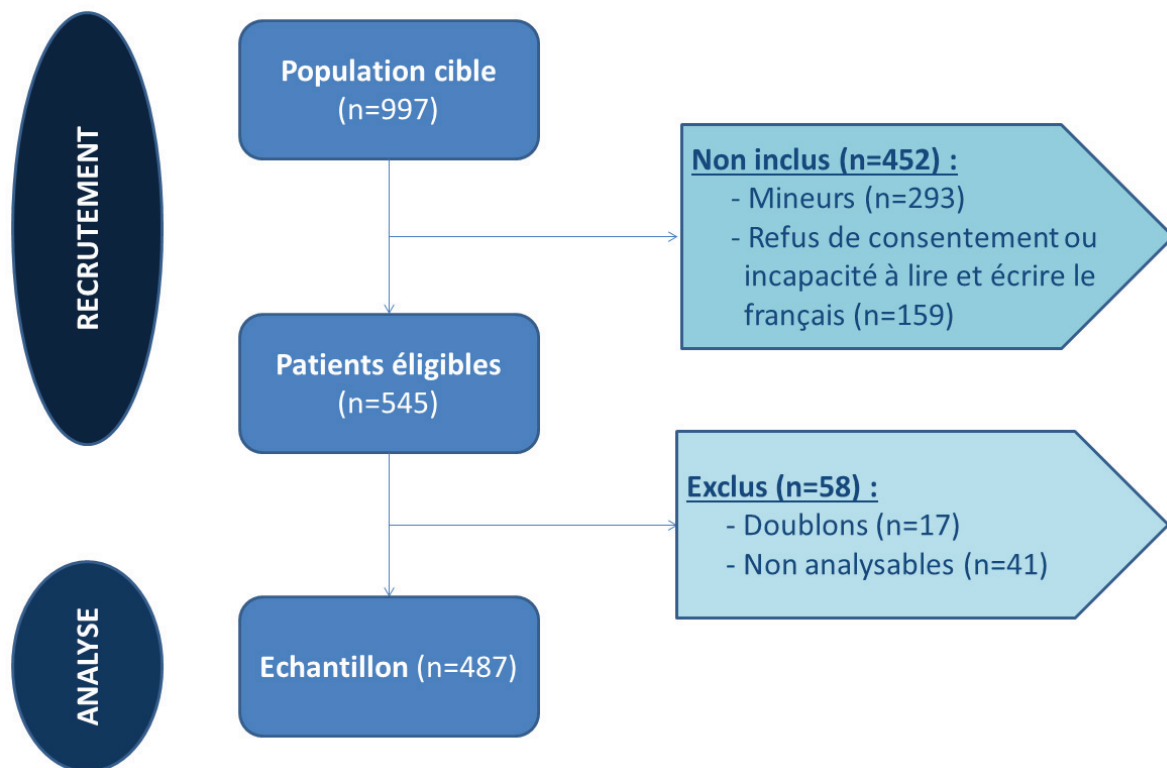 RECRUTEMENT
Population cible
(n=997)
Non inclus (n=452) :
- Mineurs (n=293)
- Refus de consentement ou
incapacité à lire et écrire le
français (n=159)
Patients éligibles
(n=545)
Exclus (n=58) :
- Doublons (n=17)
- Non analysables (n=41)
ANALYSE
Echantillon (n=487)